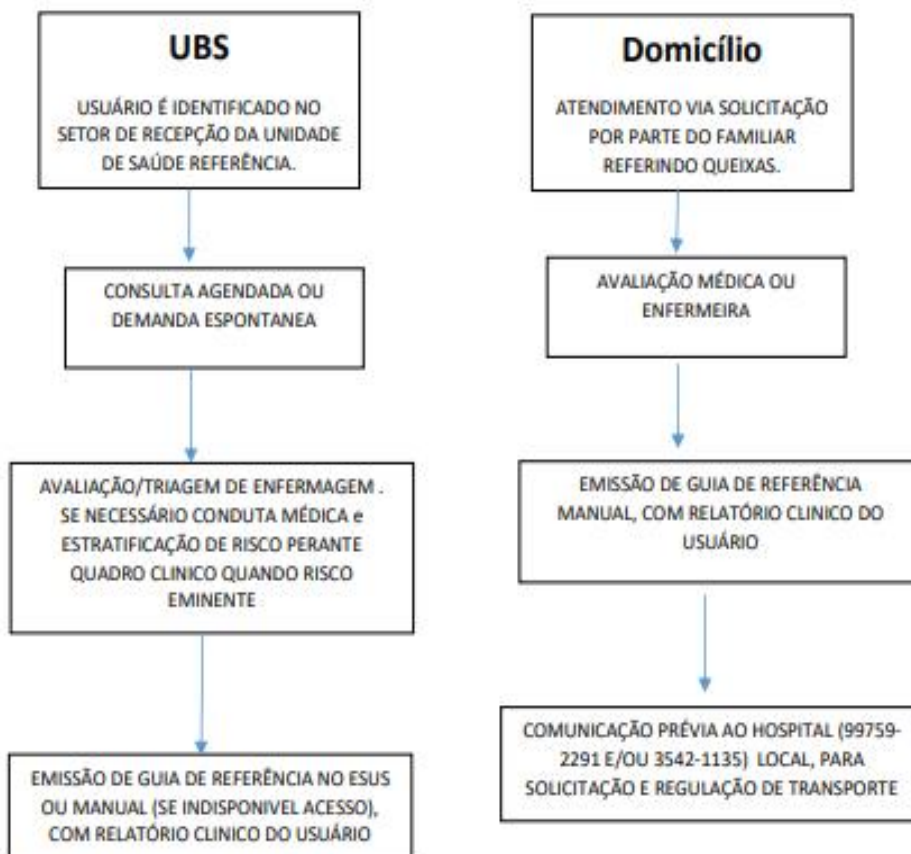 UBS
USUÁRIO É IDENTIFICADO NO
SETOR DE RECEPÇÃO DA UNIDADE
DE SAÚDE REFERÊNCIA.
CONSULTA AGENDADA OU
DEMANDA ESPONTANEA
AVALIAÇÃO/TRIAGEM DE ENFERMAGEM .
SE NECESSÁRIO CONDUTA MÉDICA e
ESTRATIFICAÇÃO DE RISCO PERANTE
QUADRO CLINICO QUANDO RISCO
EMINENTE
EMISSÃO DE GUIA DE REFERÊNCIA NO ESUS
OU MANUAL (SE INDISPONIVEL ACESSO),
COM RELATÓRIO CLINICO DO USUÁRIO
Domicílio
ATENDIMENTO VIA SOLICITAÇÃO
POR PARTE DO FAMILIAR
REFERINDO QUEIXAS.
AVALIAÇÃO MÉDICA OU
ENFERMEIRA
EMISSÃO DE GUIA DE REFERÊNCIA
MANUAL, COM RELATÓRIO CLINICO DO
USUÁRIO
COMUNICAÇÃO PRÉVIA AO HOSPITAL (99759-
2291 E/OU 3542-1135) LOCAL, PARA
SOLICITAÇÃO E REGULAÇÃO DE TRANSPORTE